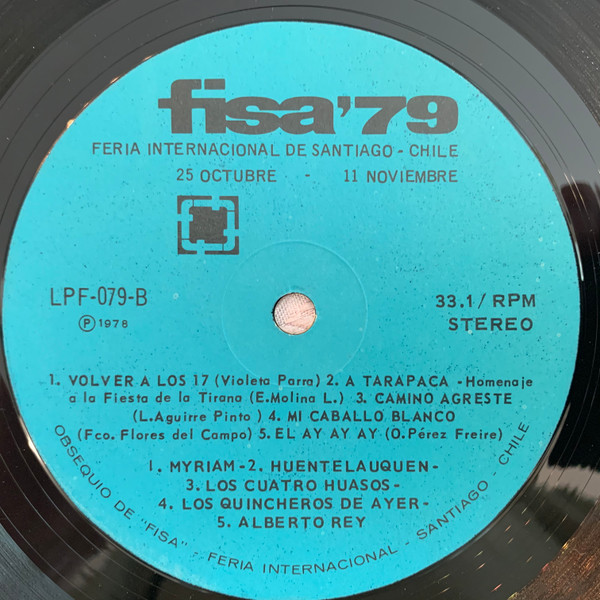 fisa'79
FERIA INTERNACIONAL DE SANTIAGO - CHILE
25 OCTUBRE - 11 NOVIEMBRE
LPF-079-B
33.1/ RPM
Ⓟ 1978
STEREO
1. VOLVER A LOS 17 (Violeta Parra) 2. A TARAPACA - Homenaje
a la Fiesta de la Tirana (E. Molina L.) 3. CAMINO AGRESTE
(L. Aguirre Pinto) 4. MI CABALLO BLANCO
(Fco. Flores del Campo) 5. EL AY AY AY (O. Pérez Freire)
1. MYRIAM - 2. HUENTELAUQUEN -
3. LOS CUATRO HUASOS -
4. LOS QUINCHEROS DE AYER -
5. ALBERTO REY
OBSEQUIO DE "FISA" - FERIA INTERNACIONAL - SANTIAGO - CHILE